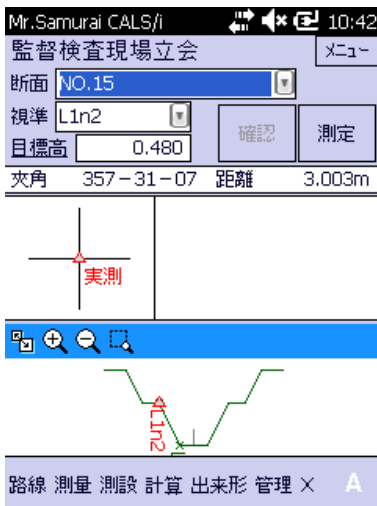 Mr.Samurai CALS/i 10:42
監督検査現場立会 メニュー
断面 NO.15
視準 L1n2
確認 測定
目標高 0.480
夾角 357-31-07 距離 3.003m
実測
L1n2
路線 測量 測設 計算 出来形 管理 × A